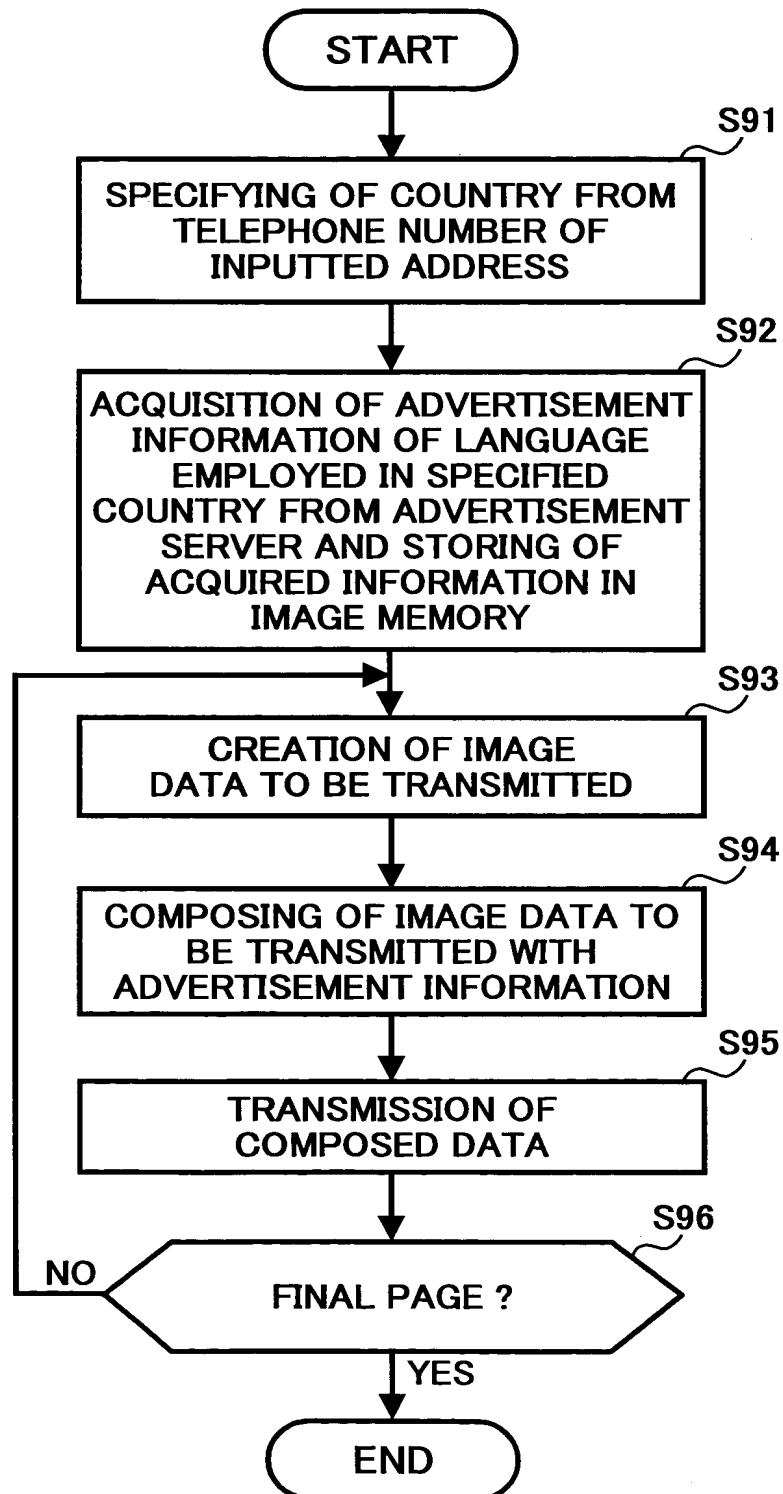 START
S91
SPECIFYING OF COUNTRY FROM
TELEPHONE NUMBER OF
INPUTTED ADDRESS
S92
ACQUISITION OF ADVERTISEMENT
INFORMATION OF LANGUAGE
EMPLOYED IN SPECIFIED
COUNTRY FROM ADVERTISEMENT
SERVER AND STORING OF
ACQUIRED INFORMATION IN
IMAGE MEMORY
S93
CREATION OF IMAGE
DATA TO BE TRANSMITTED
S94
COMPOSING OF IMAGE DATA TO
BE TRANSMITTED WITH
ADVERTISEMENT INFORMATION
S95
TRANSMISSION OF
COMPOSED DATA
S96
NO
FINAL PAGE ?
YES
END